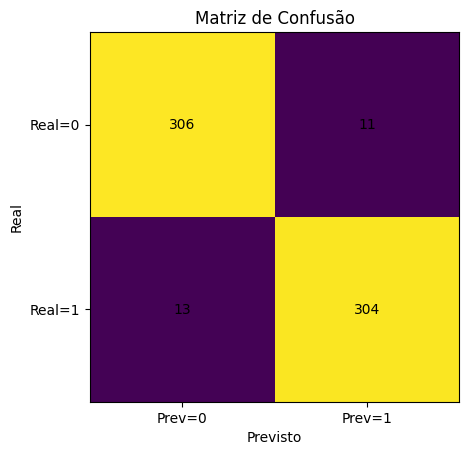 Matriz de Confusão
Real=0
306
11
Real
Real=1
13
304
Prev=0
Prev=1
Previsto